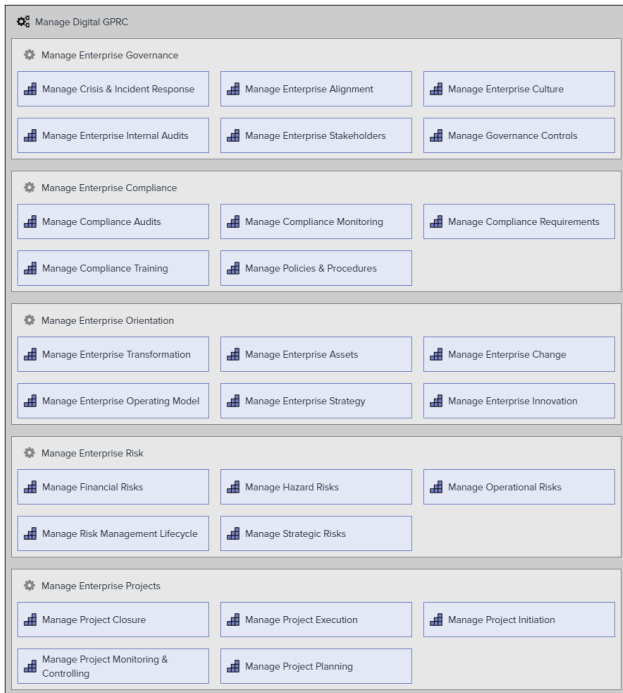 Manage Digital GPRC
Manage Enterprise Governance
Manage Crisis & Incident Response
Manage Enterprise Alignment
Manage Enterprise Culture
Manage Enterprise Internal Audits
Manage Enterprise Stakeholders
Manage Governance Controls
Manage Enterprise Compliance
Manage Compliance Audits
Manage Compliance Monitoring
Manage Compliance Requirements
Manage Compliance Training
Manage Policies & Procedures
Manage Enterprise Orientation
Manage Enterprise Transformation
Manage Enterprise Assets
Manage Enterprise Change
Manage Enterprise Operating Model
Manage Enterprise Strategy
Manage Enterprise Innovation
Manage Enterprise Risk
Manage Financial Risks
Manage Hazard Risks
Manage Operational Risks
Manage Risk Management Lifecycle
Manage Strategic Risks
Manage Enterprise Projects
Manage Project Closure
Manage Project Execution
Manage Project Initiation
Manage Project Monitoring &
Controlling
Manage Project Planning